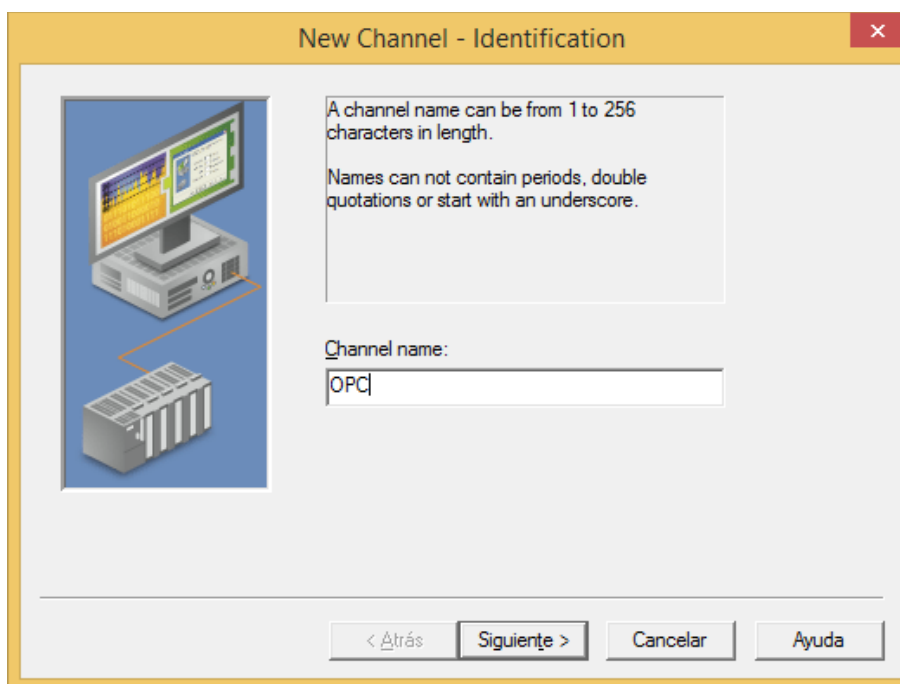 New Channel - Identification
A channel name can be from 1 to 256
characters in length.
Names can not contain periods, double
quotations or start with an underscore.
Channel name:
OPC
< Atrás
Siguiente >
Cancelar
Ayuda